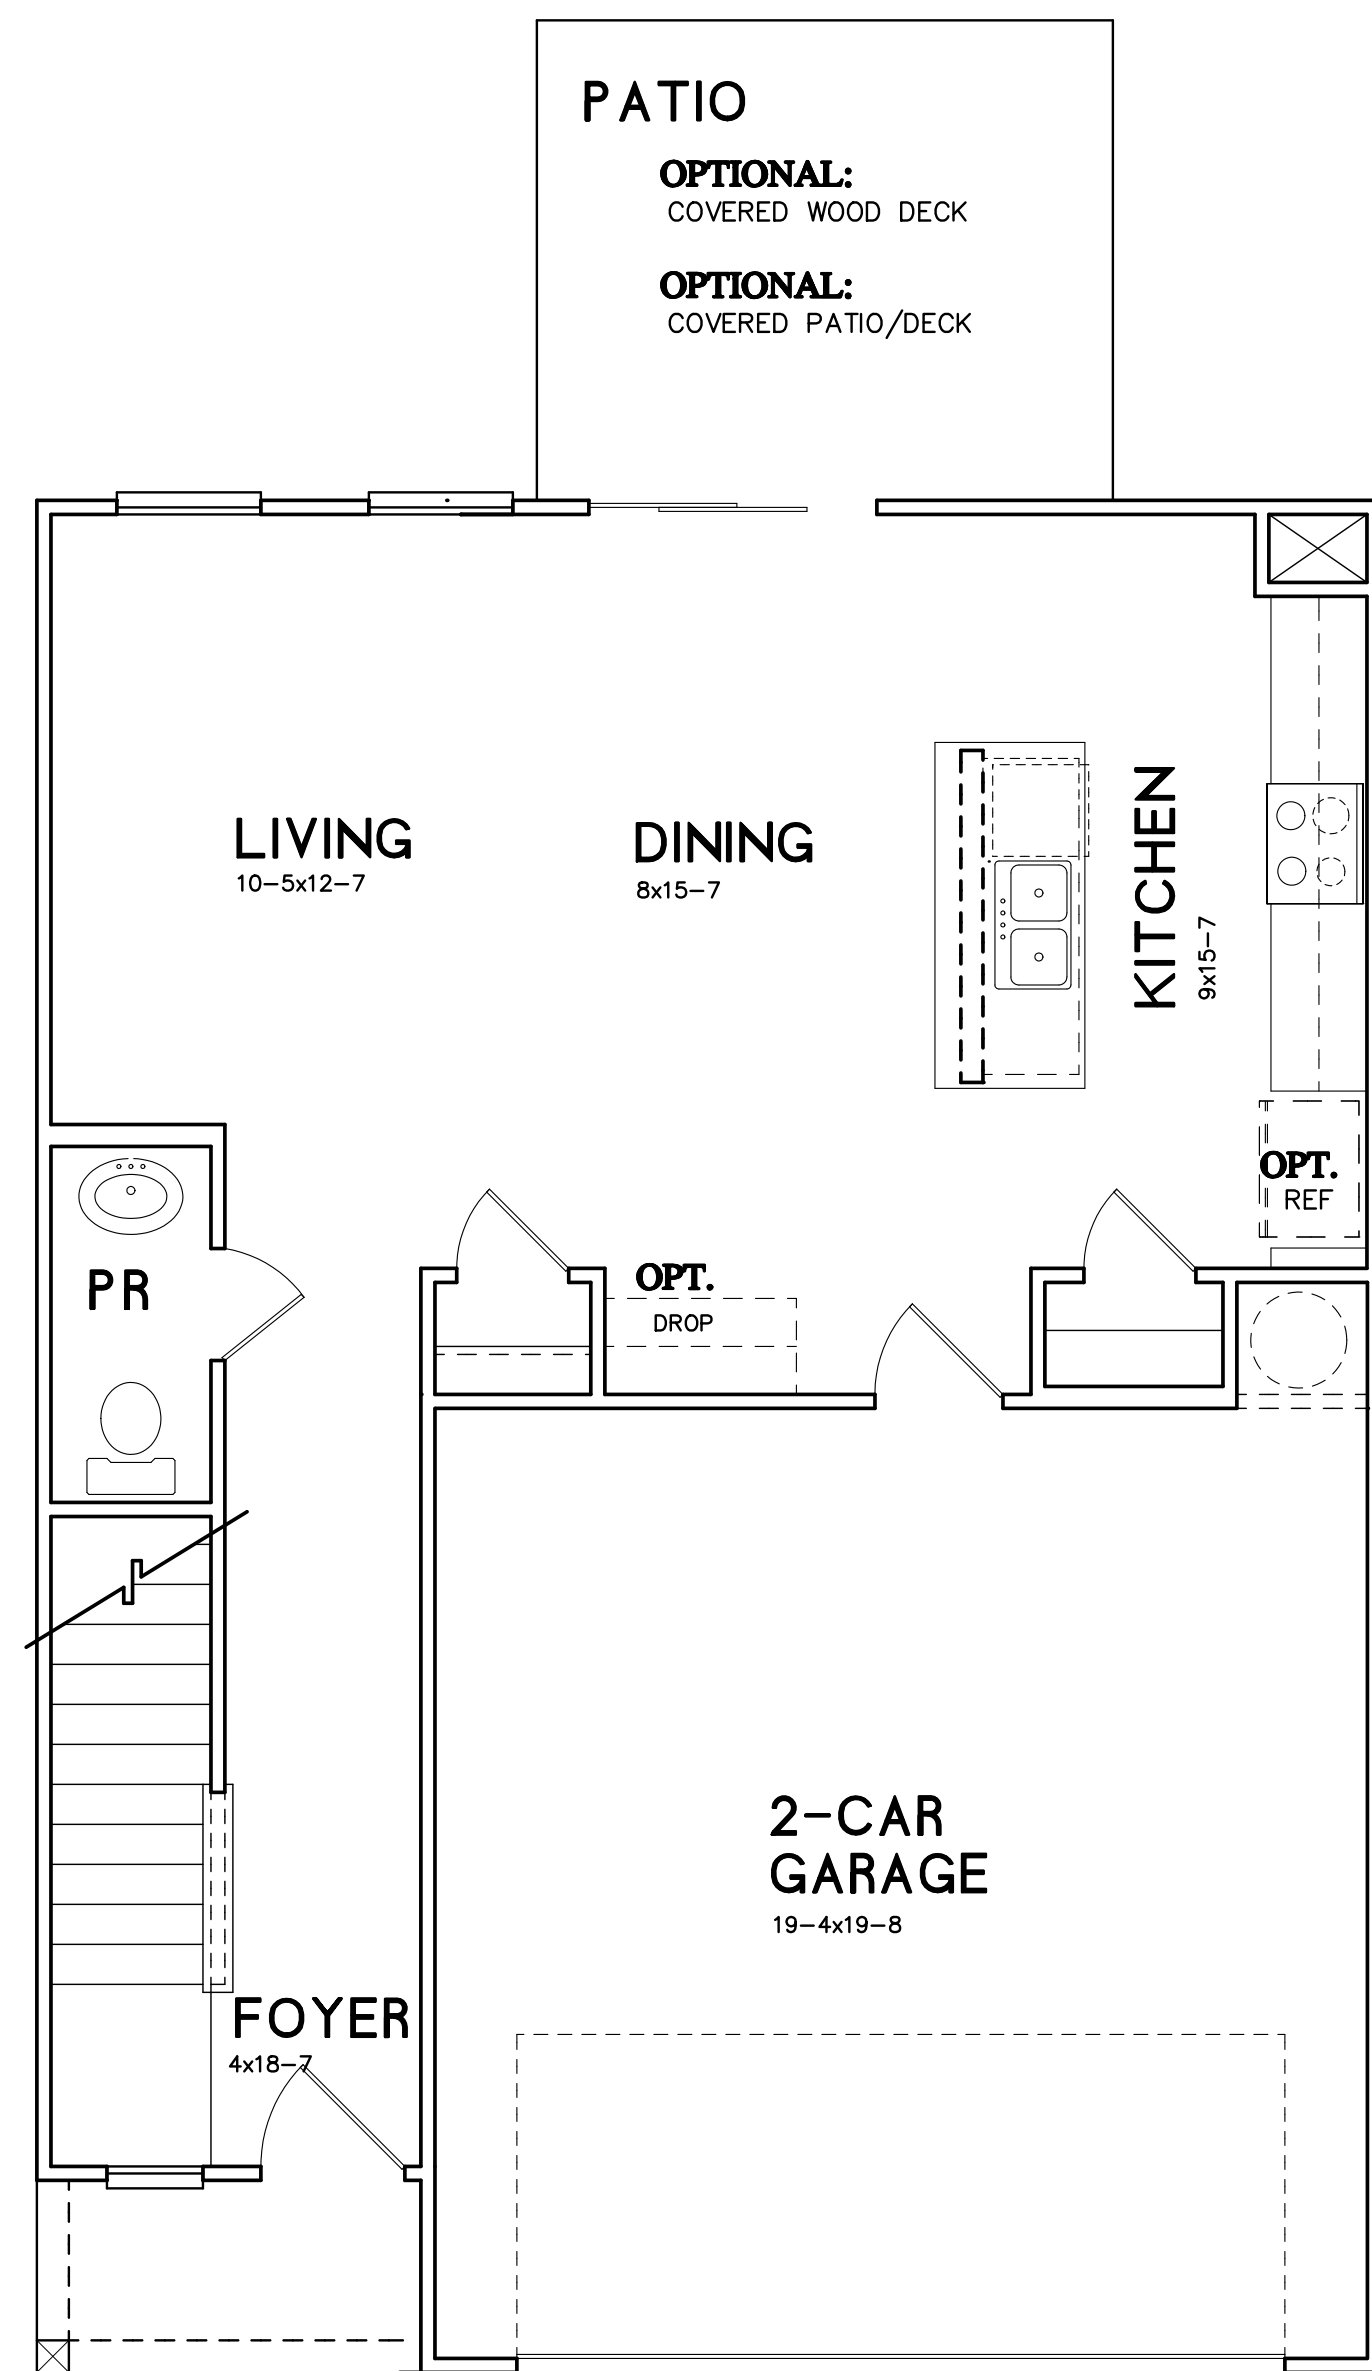 PATIO
OPTIONAL:
COVERED WOOD DECK
OPTIONAL:
COVERED PATIO/DECK
LIVING
10-5x12-7
DINING
8x15-7
KITCHEN
9x15-7
OPT.
REF
PR
OPT.
DROP
2-CAR
GARAGE
19-4x19-8
FOYER
4x18-7